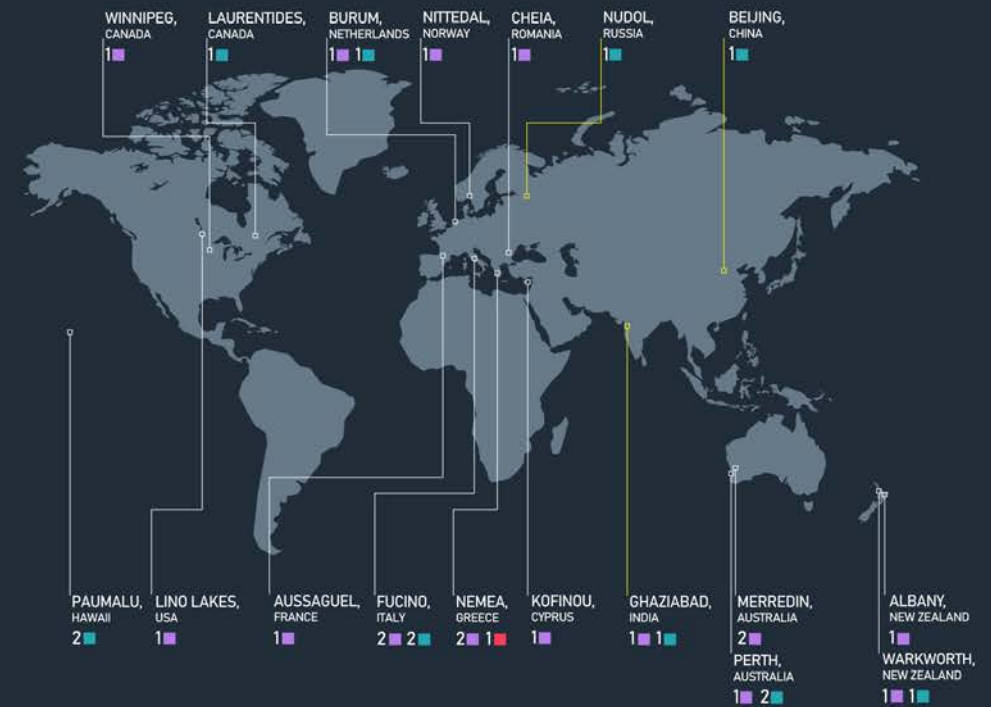 WINNIPEG,
CANADA
1
LAURENTIDES,
CANADA
1
BURUM,
NETHERLANDS
1 1
NITTEDAL,
NORWAY
1
CHEIA,
ROMANIA
1
NUDOL,
RUSSIA
1
BEIJING,
CHINA
1
PAUMALU,
HAWAII
2
LINO LAKES,
USA
1
AUSSAGUEL,
FRANCE
1
FUCINO,
ITALY
2 2
NEMEA,
GREECE
2 1
KOFINOU,
CYPRUS
1
GHAZIABAD,
INDIA
1 1
MERREDIN,
AUSTRALIA
2
PERTH,
AUSTRALIA
1 2
ALBANY,
NEW ZEALAND
1
WARKWORTH,
NEW ZEALAND
1 1